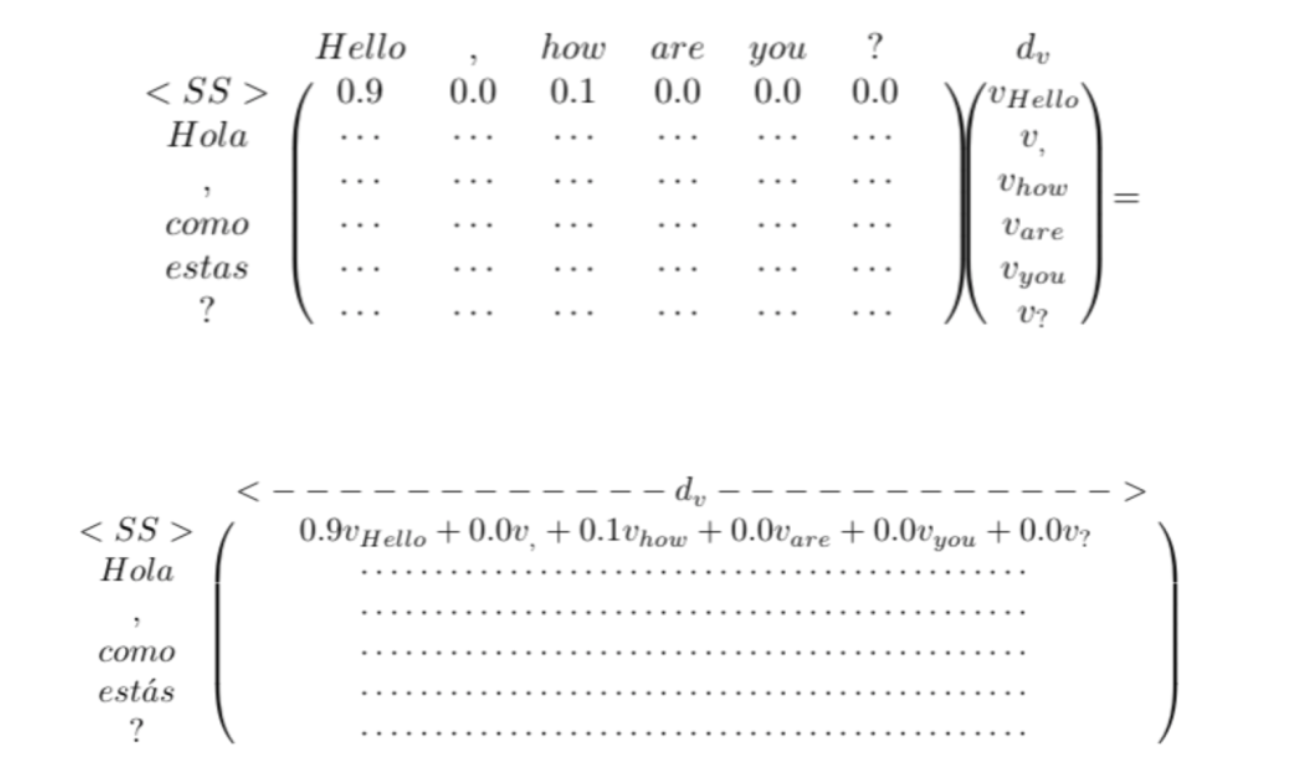 Hello , how are you ? d_v
< SS > 0.9 0.0 0.1 0.0 0.0 0.0 v_Hello
Hola ... ... ... ... ... ... v_,
, ... ... ... ... ... ... v_how =
como ... ... ... ... ... ... v_are
estas ... ... ... ... ... ... v_you
? ... ... ... ... ... ... v_?
< − − − − − − − − − − − − d_v − − − − − − − − − − − − >
< SS > 0.9v_Hello + 0.0v_, + 0.1v_how + 0.0v_are + 0.0v_you + 0.0v_?
Hola ............................................
, ............................................
como ............................................
estás ............................................
? ............................................